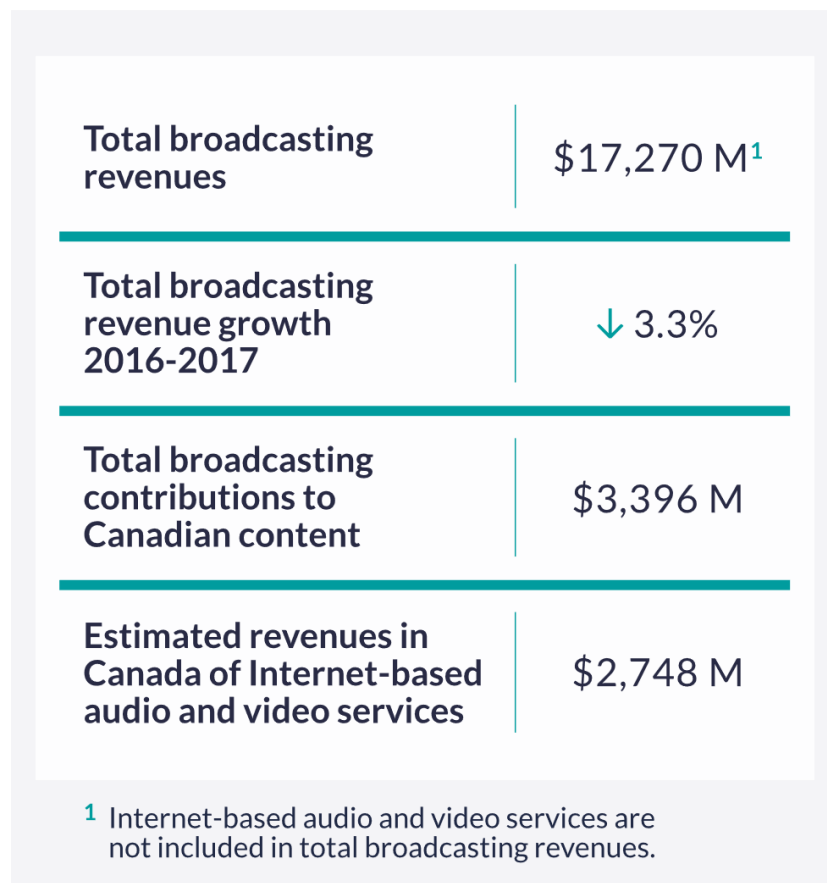 Total broadcasting
revenues
$17,270 M¹
Total broadcasting
revenue growth
2016-2017
↓ 3.3%
Total broadcasting
contributions to
Canadian content
$3,396 M
Estimated revenues in
Canada of Internet-based
audio and video services
$2,748 M
¹ Internet-based audio and video services are
not included in total broadcasting revenues.